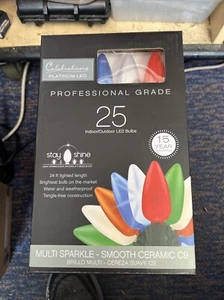 Celebrations
PLATINUM LED
PROFESSIONAL GRADE
25
Indoor/Outdoor LED Bulbs
15
YEAR
stay shine
24 ft lighted length
Brightest bulb on the market
Water and weatherproof
Tangle-free construction
MULTI SPARKLE - SMOOTH CERAMIC C9
BRILLO MULTI - CEREZA SUAVE C9